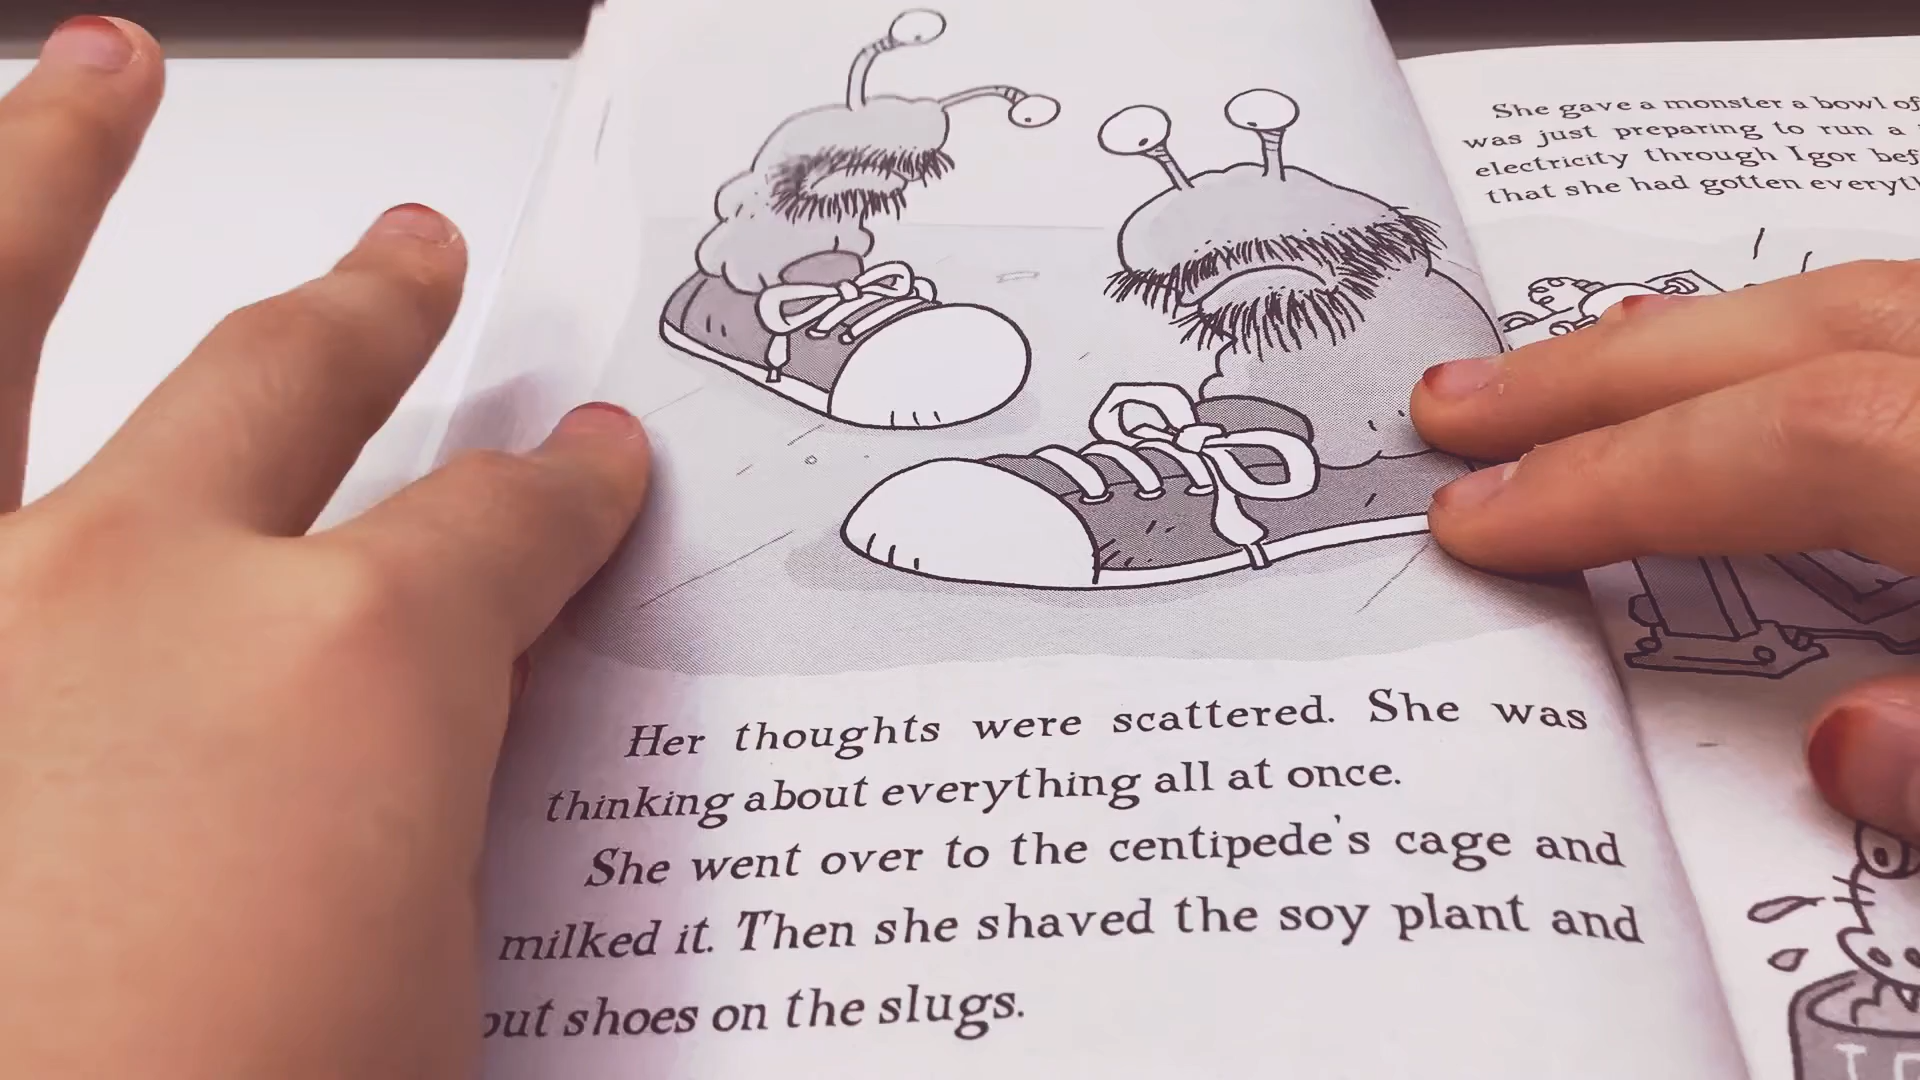 Her thoughts were scattered. She was
thinking about everything all at once.
She went over to the centipede's cage and
milked it. Then she shaved the soy plant and
put shoes on the slugs.
She gave a monster a bowl of
was just preparing to run a
electricity through Igor
that she had gotten